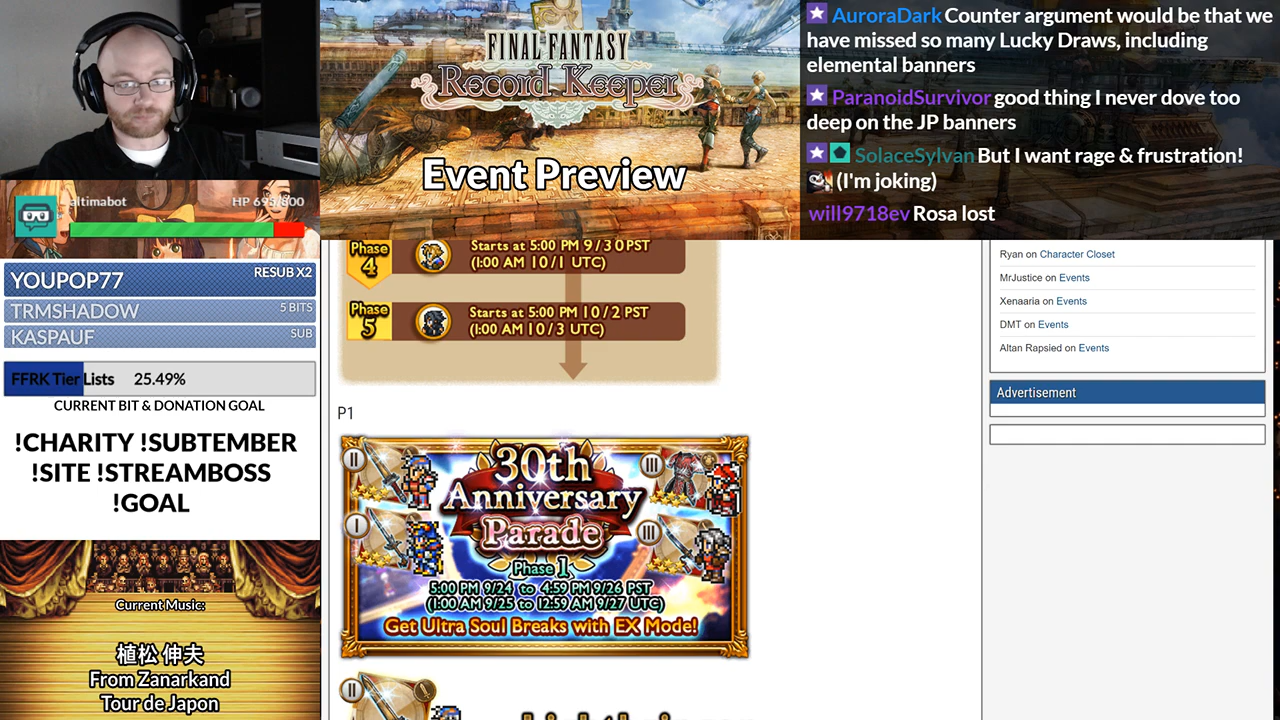 altimabot
HP 695/800
YOUPOP77
RESUB X2
TRMSHADOW
5 BITS
KASPAUF
SUB
FFRK Tier Lists 25.49%
CURRENT BIT & DONATION GOAL
!CHARITY !SUBTEMBER
!SITE !STREAMBOSS
!GOAL
Current Music:
植松 伸夫
From Zanarkand
Tour de Japon
FINAL FANTASY
Record Keeper
Event Preview
AuroraDark Counter argument would be that we
have missed so many Lucky Draws, including
elemental banners
ParanoidSurvivor good thing I never dove too
deep on the JP banners
SolaceSylvan But I want rage & frustration!
(I'm joking)
will9718ev Rosa lost
Phase
4
Starts at 5:00 PM 9/30 PST
(1:00 AM 10/1 UTC)
Phase
5
Starts at 5:00 PM 10/2 PST
(1:00 AM 10/3 UTC)
P1
II
III
30th
Anniversary
Parade
I
III
Phase 1
5:00 PM 9/24 to 4:59 PM 9/26 PST
(1:00 AM 9/25 to 12:59 AM 9/27 UTC)
Get Ultra Soul Breaks with EX Mode!
II
Ryan on Character Closet
MrJustice on Events
Xenaaria on Events
DMT on Events
Altan Rapsied on Events
Advertisement